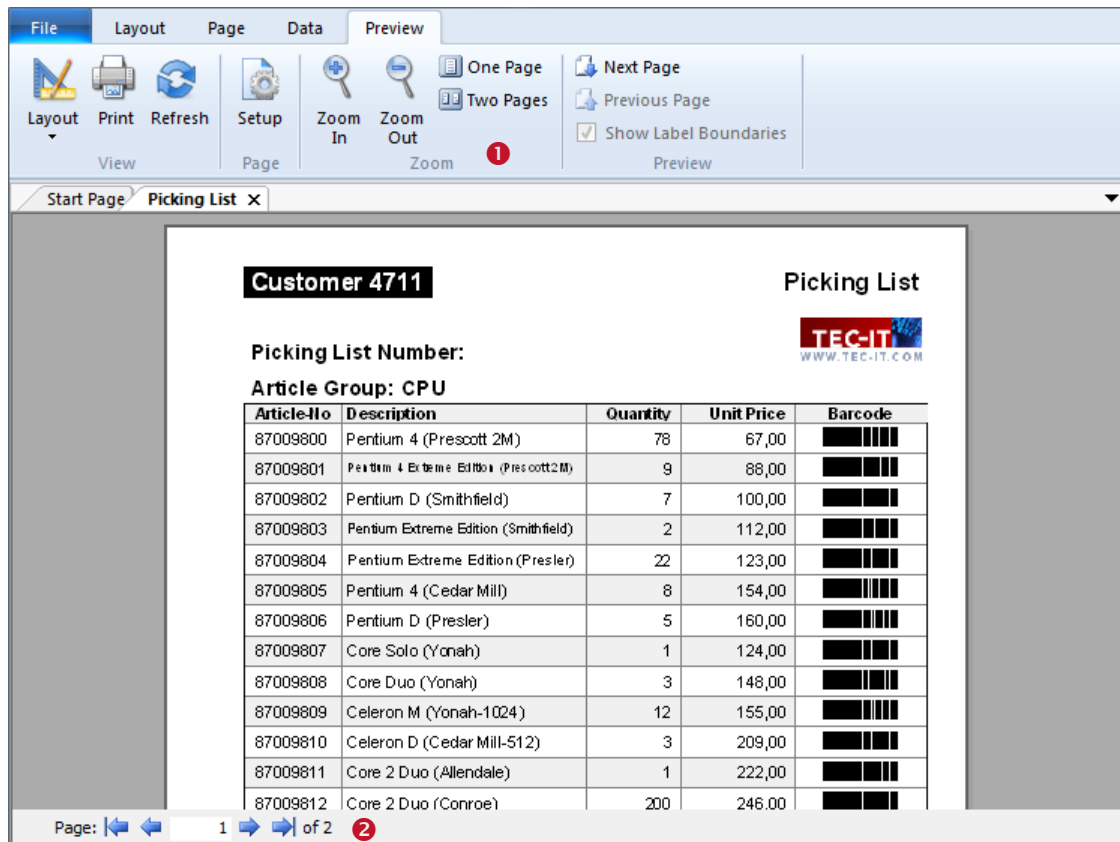 File Layout Page Data Preview
Layout Print Refresh Setup Zoom In Zoom Out One Page Two Pages Next Page Previous Page Show Label Boundaries
View Page Zoom 1 Preview
Start Page Picking List X
Customer 4711 Picking List
TEC-IT
WWW.TEC-IT.COM
Picking List Number:
Article Group: CPU
Article-No Description Quantity Unit Price Barcode
87009800 Pentium 4 (Prescott 2M) 78 67,00
87009801 Pentium 4 Extreme Edition (Prescott 2M) 9 88,00
87009802 Pentium D (Smithfield) 7 100,00
87009803 Pentium Extreme Edition (Smithfield) 2 112,00
87009804 Pentium Extreme Edition (Presler) 22 123,00
87009805 Pentium 4 (Cedar Mill) 8 154,00
87009806 Pentium D (Presler) 5 160,00
87009807 Core Solo (Yonah) 1 124,00
87009808 Core Duo (Yonah) 3 148,00
87009809 Celeron M (Yonah-1024) 12 155,00
87009810 Celeron D (Cedar Mill-512) 3 209,00
87009811 Core 2 Duo (Allendale) 1 222,00
87009812 Core 2 Duo (Conroe) 200 246,00
Page: 1 of 2 2